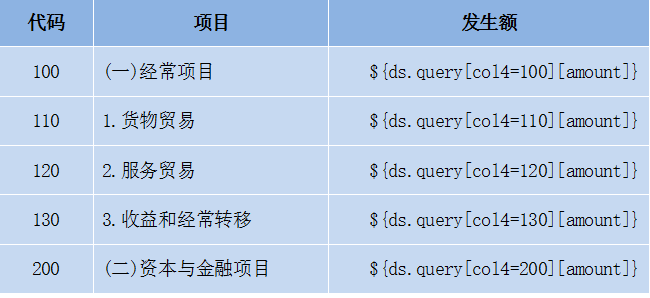 代码 项目 发生额
100 (一)经常项目 ${ds.query[col4=100][amount]}
110 1.货物贸易 ${ds.query[col4=110][amount]}
120 2.服务贸易 ${ds.query[col4=120][amount]}
130 3.收益和经常转移 ${ds.query[col4=130][amount]}
200 (二)资本与金融项目 ${ds.query[col4=200][amount]}